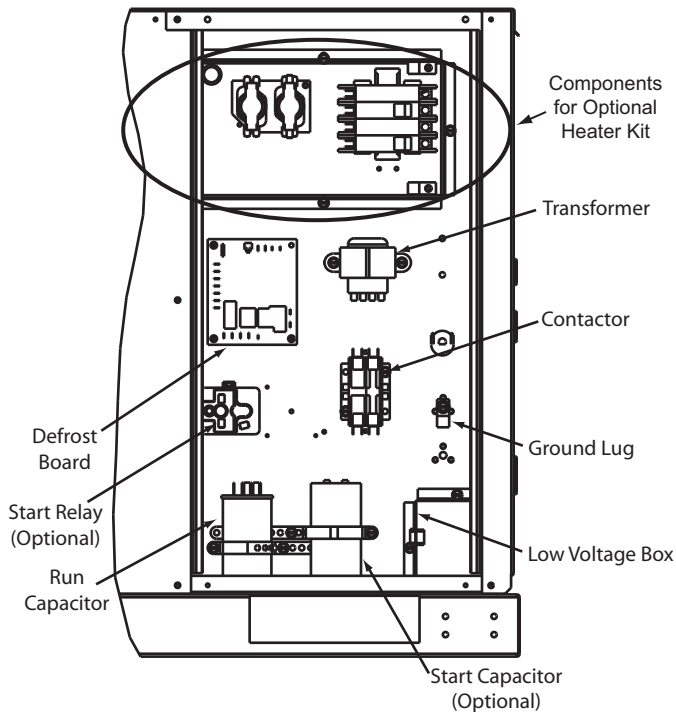 Components
for Optional
Heater Kit
Transformer
Contactor
Defrost
Board
Ground Lug
Start Relay
(Optional)
Low Voltage Box
Run
Capacitor
Start Capacitor
(Optional)